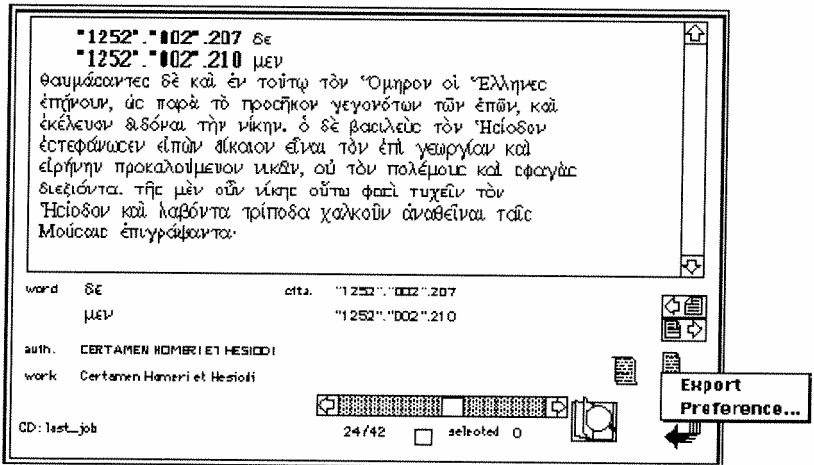 "1252"."002".207 δε
"1252"."002".210 μεν
θαυμάσαντες δὲ καὶ ἐν τούτῳ τὸν Ὅμηρον οἱ Ἕλληνες
ἐπῄνουν, ὡς παρὰ τὸ προσῆκον γεγονότων τῶν ἐπῶν, καὶ
ἐκέλευον διδόναι τὴν νίκην. ὁ δὲ βασιλεὺς τὸν Ἡσίοδον
ἐστεφάνωσεν εἰπὼν δίκαιον εἶναι τὸν ἐπὶ γεωργίαν καὶ
εἰρήνην προκαλούμενον νικᾶν, οὐ τὸν πολέμους καὶ σφαγὰς
διεξιόντα. τῆς μὲν οὖν νίκης οὕτω φασὶ τυχεῖν τὸν
Ἡσίοδον καὶ λαβόντα τρίποδα χαλκοῦν ἀναθεῖναι ταῖς
Μούσαις ἐπιγράψαντα·
word δε cita. "1252"."002".207
μεν "1252"."002".210
auth. CERTAMEN HOMERI ET HESIODI
work Certamen Homeri et Hesiodi
Export
Preference...
CD: last_job 24/42 selected 0